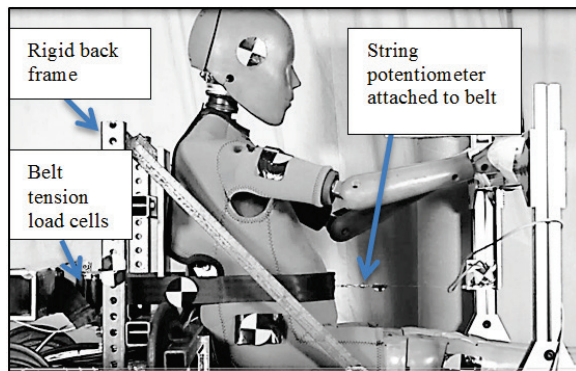 Rigid back
frame
String
potentiometer
attached to belt
Belt
tension
load cells